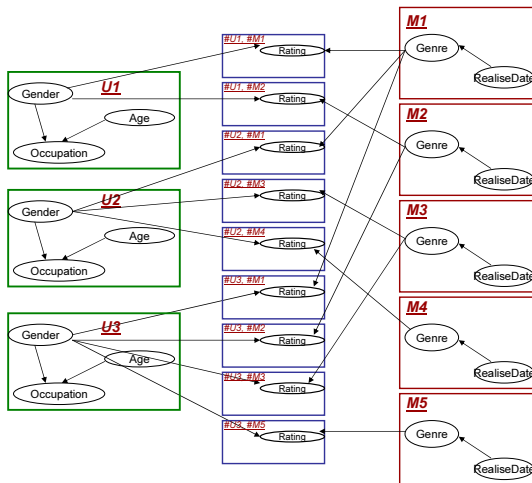 U1
Gender
Age
Occupation
U2
Gender
Age
Occupation
U3
Gender
Age
Occupation
#U1, #M1
Rating
#U1, #M2
Rating
#U2, #M1
Rating
#U2, #M3
Rating
#U2, #M4
Rating
#U3, #M1
Rating
#U3, #M2
Rating
#U3, #M3
Rating
#U3, #M5
Rating
M1
Genre
RealiseDate
M2
Genre
RealiseDate
M3
Genre
RealiseDate
M4
Genre
RealiseDate
M5
Genre
RealiseDate